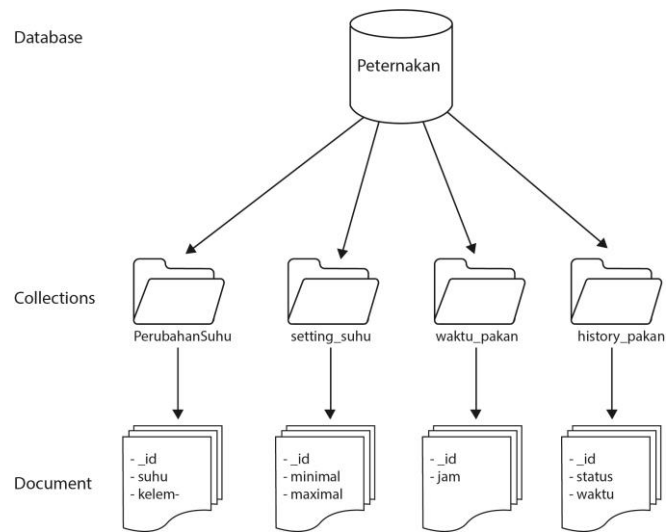 Database
Peternakan
Collections
PerubahanSuhu
setting_suhu
waktu_pakan
history_pakan
Document
- _id
- suhu
- kelem-
- _id
- minimal
- maximal
- _id
- jam
- _id
- status
- waktu